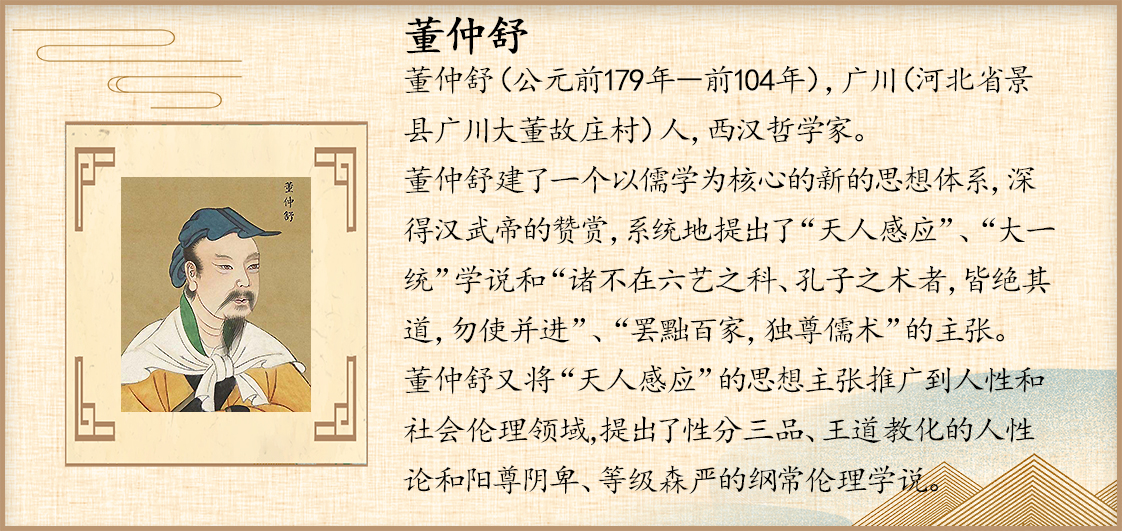 董仲舒
董仲舒（公元前179年—前104年），广川（河北省景
县广川大董故庄村）人，西汉哲学家。
董仲舒建了一个以儒学为核心的新的思想体系，深
得汉武帝的赞赏，系统地提出了“天人感应”、“大一
统”学说和“诸不在六艺之科、孔子之术者，皆绝其
道，勿使并进”、“罢黜百家，独尊儒术”的主张。
董仲舒又将“天人感应”的思想主张推广到人性和
社会伦理领域,提出了性分三品、王道教化的人性
论和阳尊阴卑、等级森严的纲常伦理学说。
董仲舒